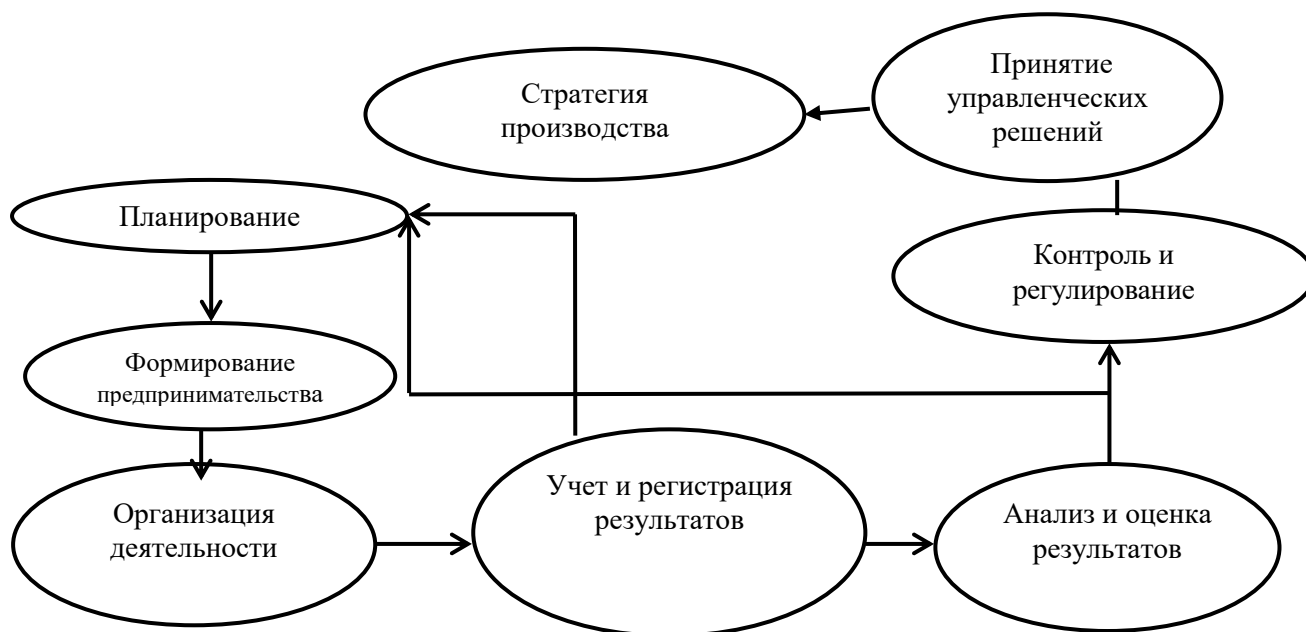 Принятие
управленческих
решений
Стратегия
производства
Планирование
Контроль и
регулирование
Формирование
предпринимательства
Учет и регистрация
результатов
Организация
деятельности
Анализ и оценка
результатов